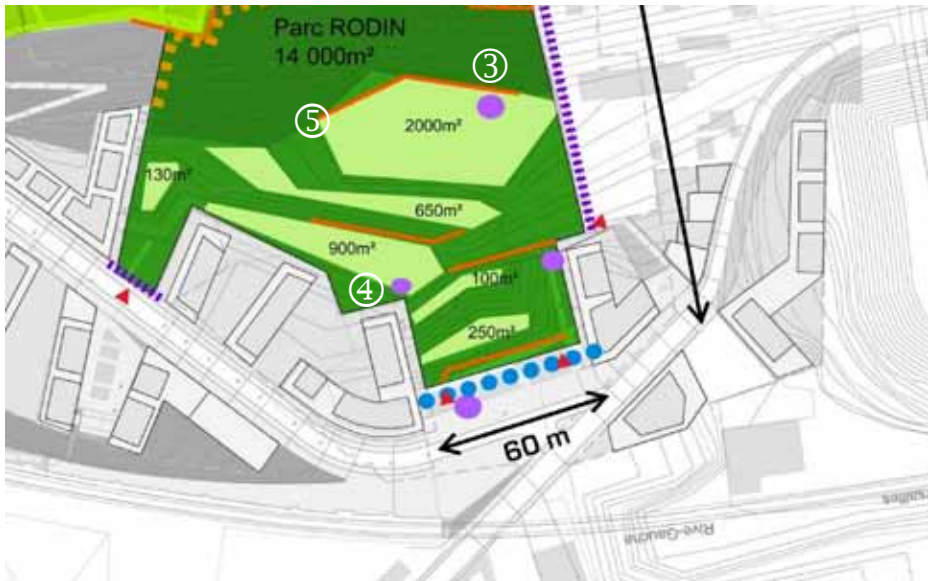 Parc RODIN
14 000m²
③
⑤
2000m²
130m²
650m²
900m²
④
100m²
250m²
60 m
Rive-Gauche